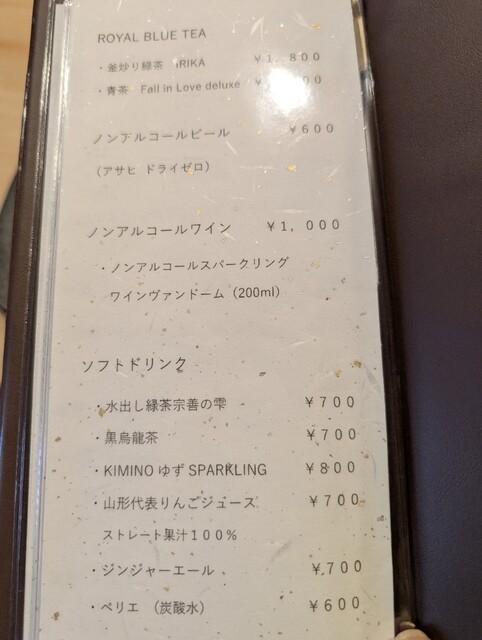 ROYAL BLUE TEA
・釜炒り緑茶 IRIKA ¥1,800
・青茶 Fall in Love deluxe
ノンアルコールビール ¥600
（アサヒ ドライゼロ）
ノンアルコールワイン ¥1,000
・ノンアルコールスパークリング
ワインヴァンドーム（200ml）
ソフトドリンク
・水出し緑茶宗善の雫 ¥700
・黒烏龍茶 ¥700
・KIMINO ゆず SPARKLING ¥800
・山形代表りんごジュース ¥700
ストレート果汁100%
・ジンジャーエール ¥700
・ペリエ （炭酸水） ¥600